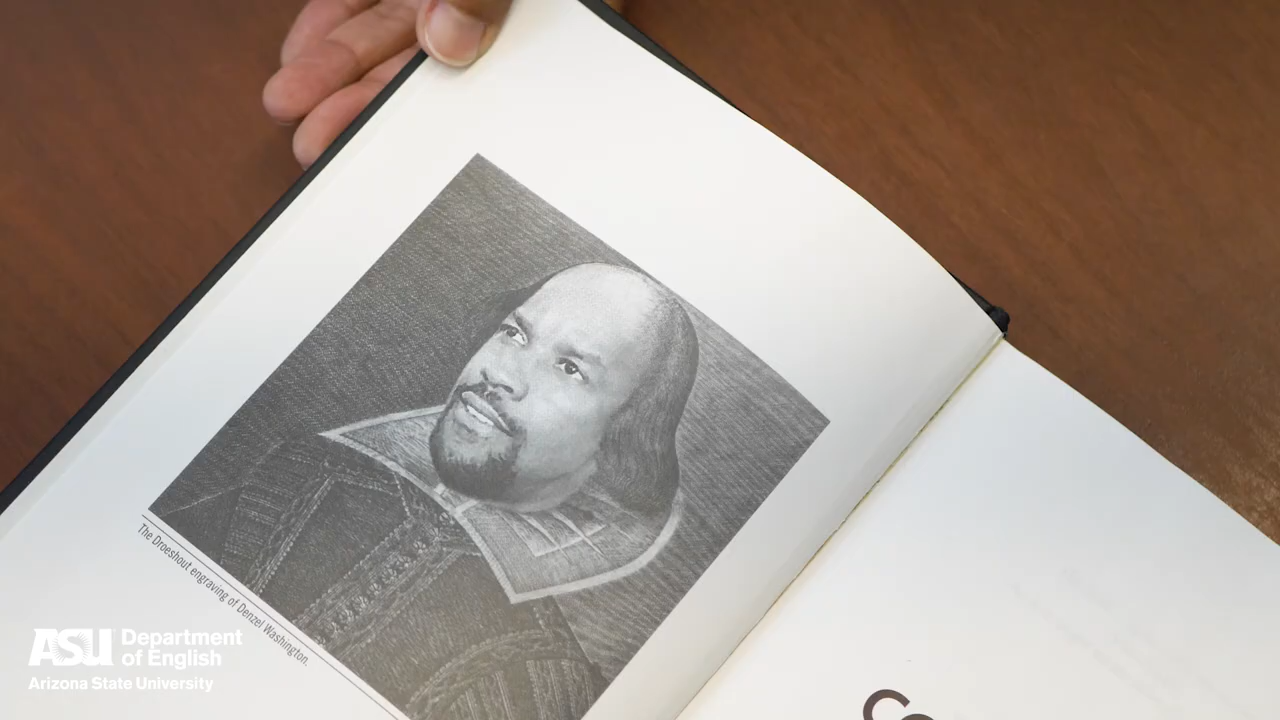 The Droeshout engraving of Denzel Washington.
ASU Department
of English
Arizona State University